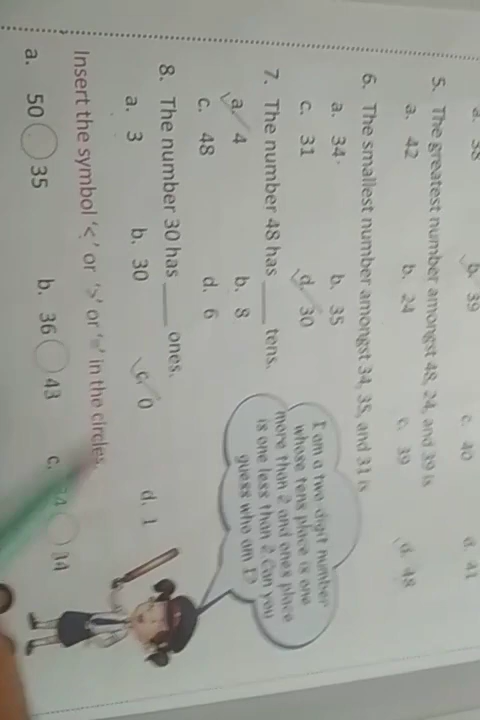 a. 38 b. 39 c. 40 d. 41
5. The greatest number amongst 48, 24, and 39 is
a. 42 b. 24 c. 39 d. 48
6. The smallest number amongst 34, 35, and 31 is
a. 34 b. 35
c. 31 d. 30
7. The number 48 has ____ tens.
a. 4 b. 8
c. 48 d. 6
8. The number 30 has ____ ones.
a. 3 b. 30 c. 0 d. 1
I am a two digit number
whose tens place is one
more than 2 and ones place
is one less than 2. Can you
guess who am I?
Insert the symbol '<' or '>' or '=' in the circles.
a. 50 35 b. 36 43 c. 34